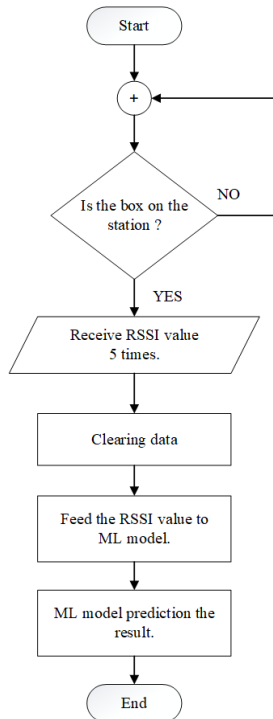 Start
+
Is the box on the
station ?
NO
YES
Receive RSSI value
5 times.
Clearing data
Feed the RSSI value to
ML model.
ML model prediction the
result.
End